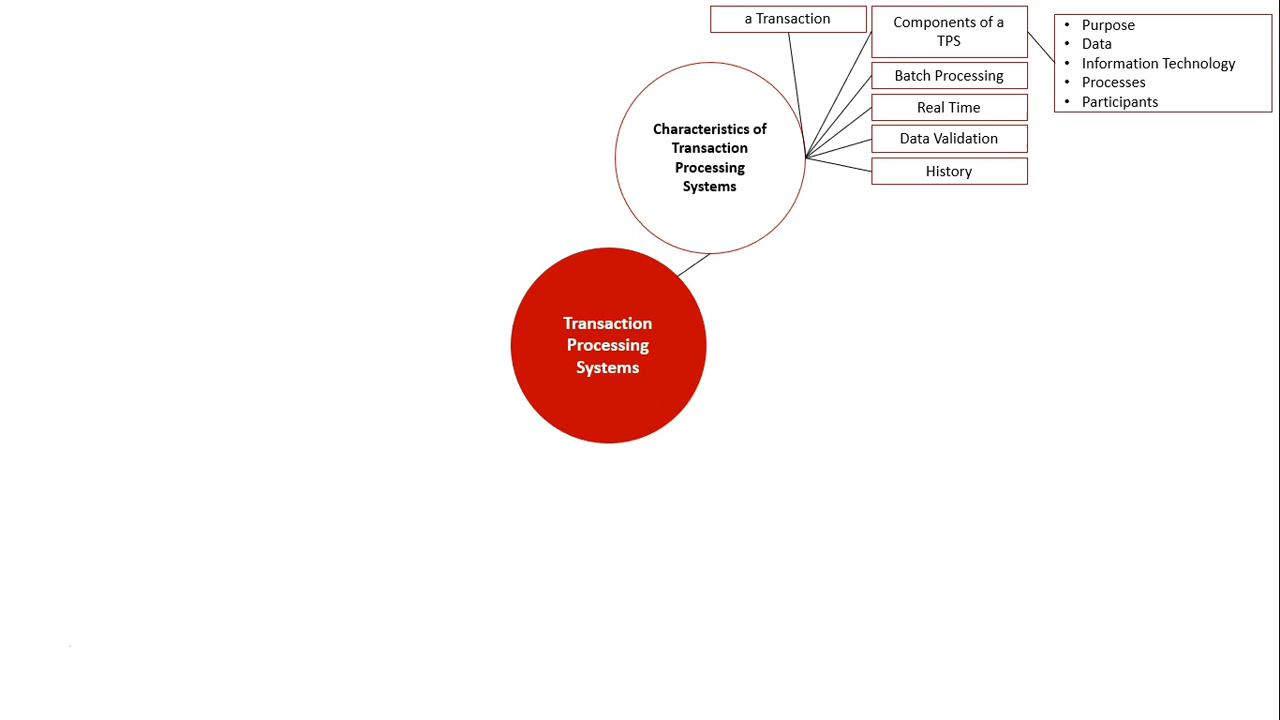 a Transaction
Components of a
TPS
• Purpose
• Data
• Information Technology
• Processes
• Participants
Batch Processing
Real Time
Data Validation
History
Characteristics of
Transaction
Processing
Systems
Transaction
Processing
Systems